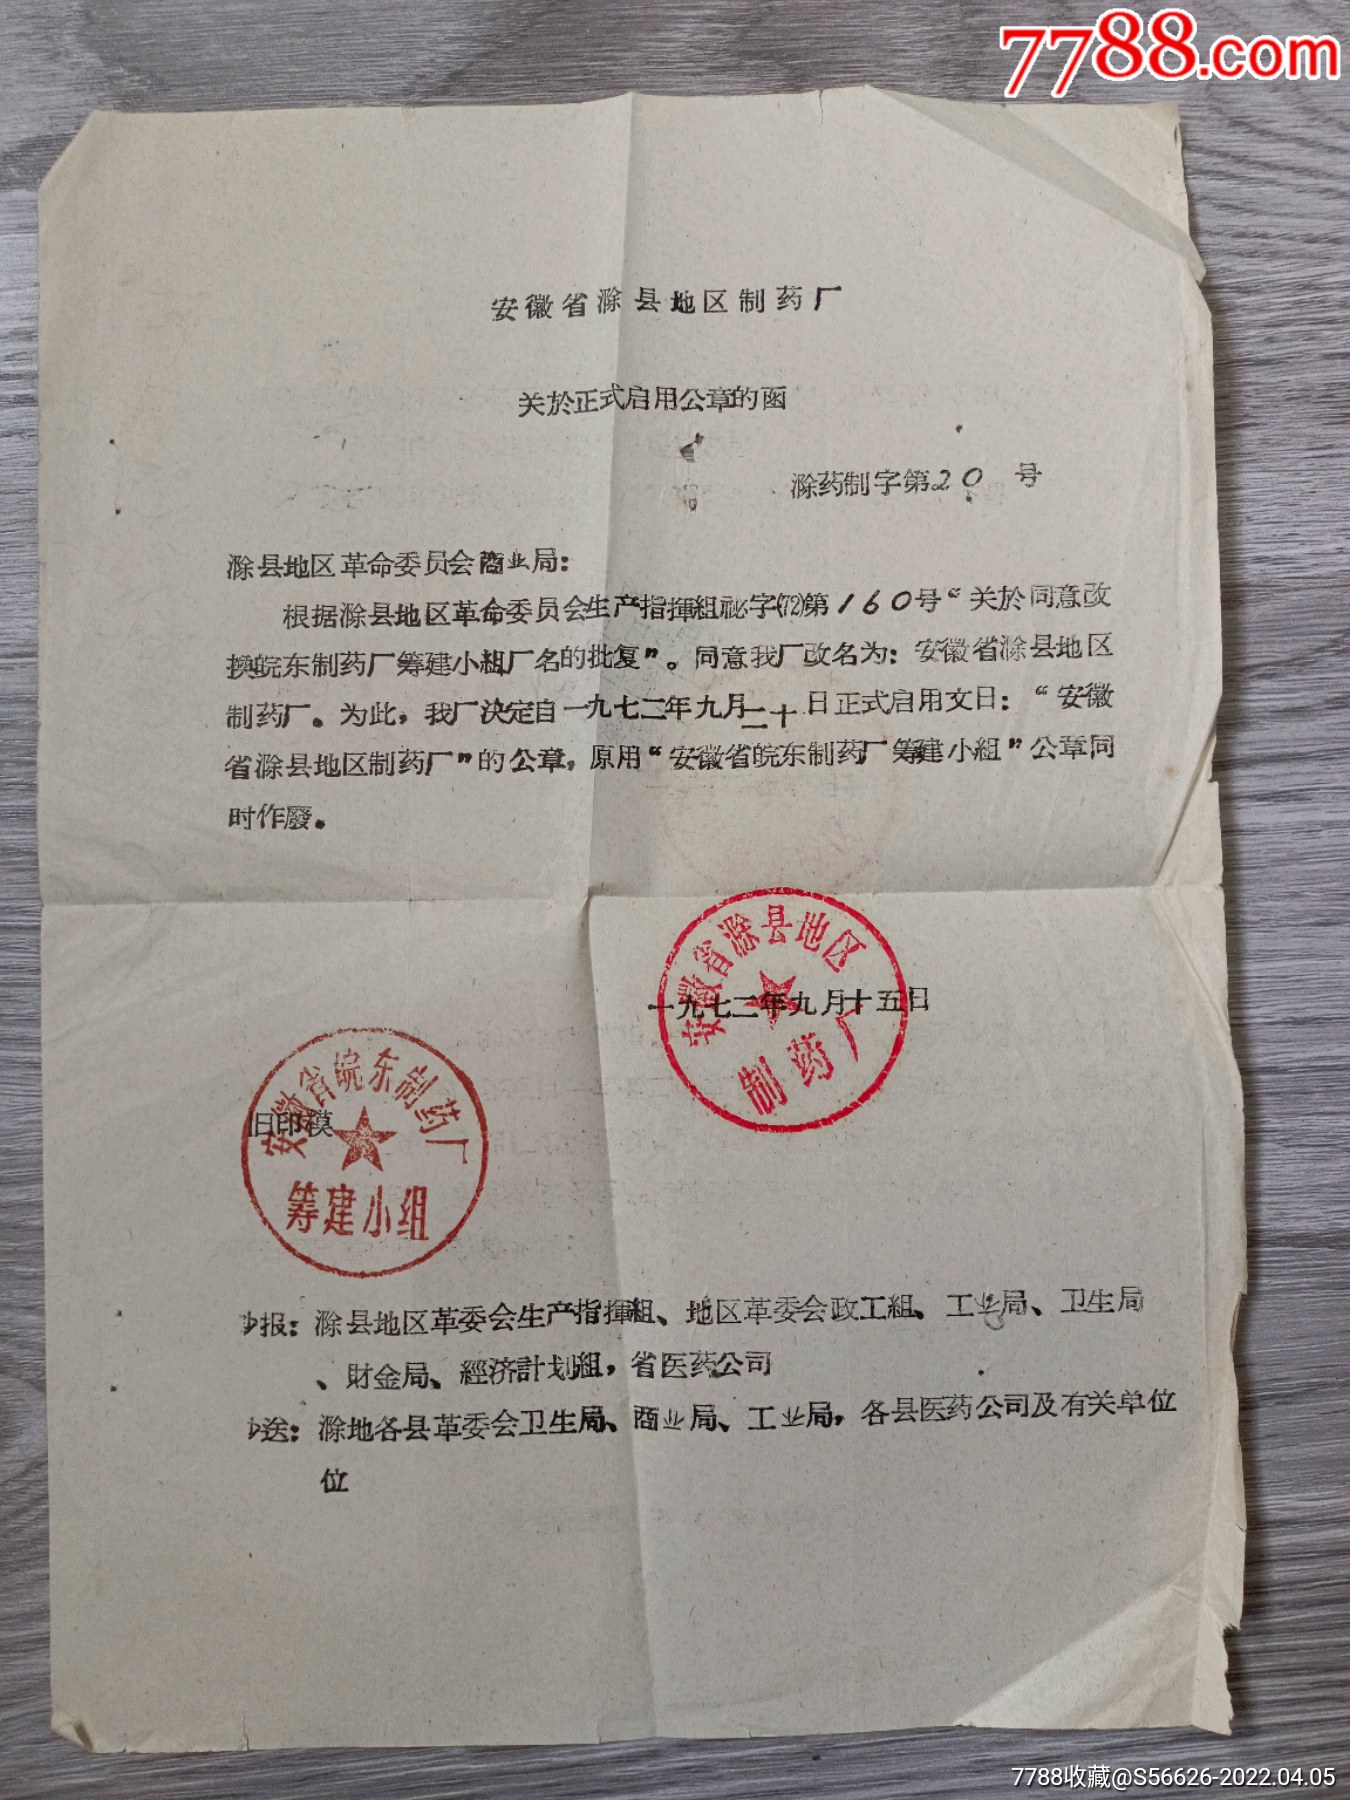 7788.com
安徽省滁县地区制药厂
关於正式启用公章的函
滁药制字第20号
滁县地区革命委员会商业局：
根据滁县地区革命委员会生产指揮組祕字(72)第160号“关於同意改
换皖东制药厂筹建小組厂名的批复”。同意我厂改名为：安徽省滁县地区
制药厂。为此，我厂决定自一九七二年九月二十日正式启用文日：“安徽
省滁县地区制药厂”的公章，原用“安徽省皖东制药厂筹建小組”公章同
时作廢。
安徽省滁县地区
制药厂
一九七二年九月十五日
安徽省皖东制药厂
筹建小组
旧印模
抄报：滁县地区革委会生产指揮組、地区革委会政工組、工业局、卫生局
、財金局、經济計划組，省医药公司
抄送：滁地各县革委会卫生局、商业局、工业局，各县医药公司及有关单位
位
7788收藏@S56626-2022.04.05